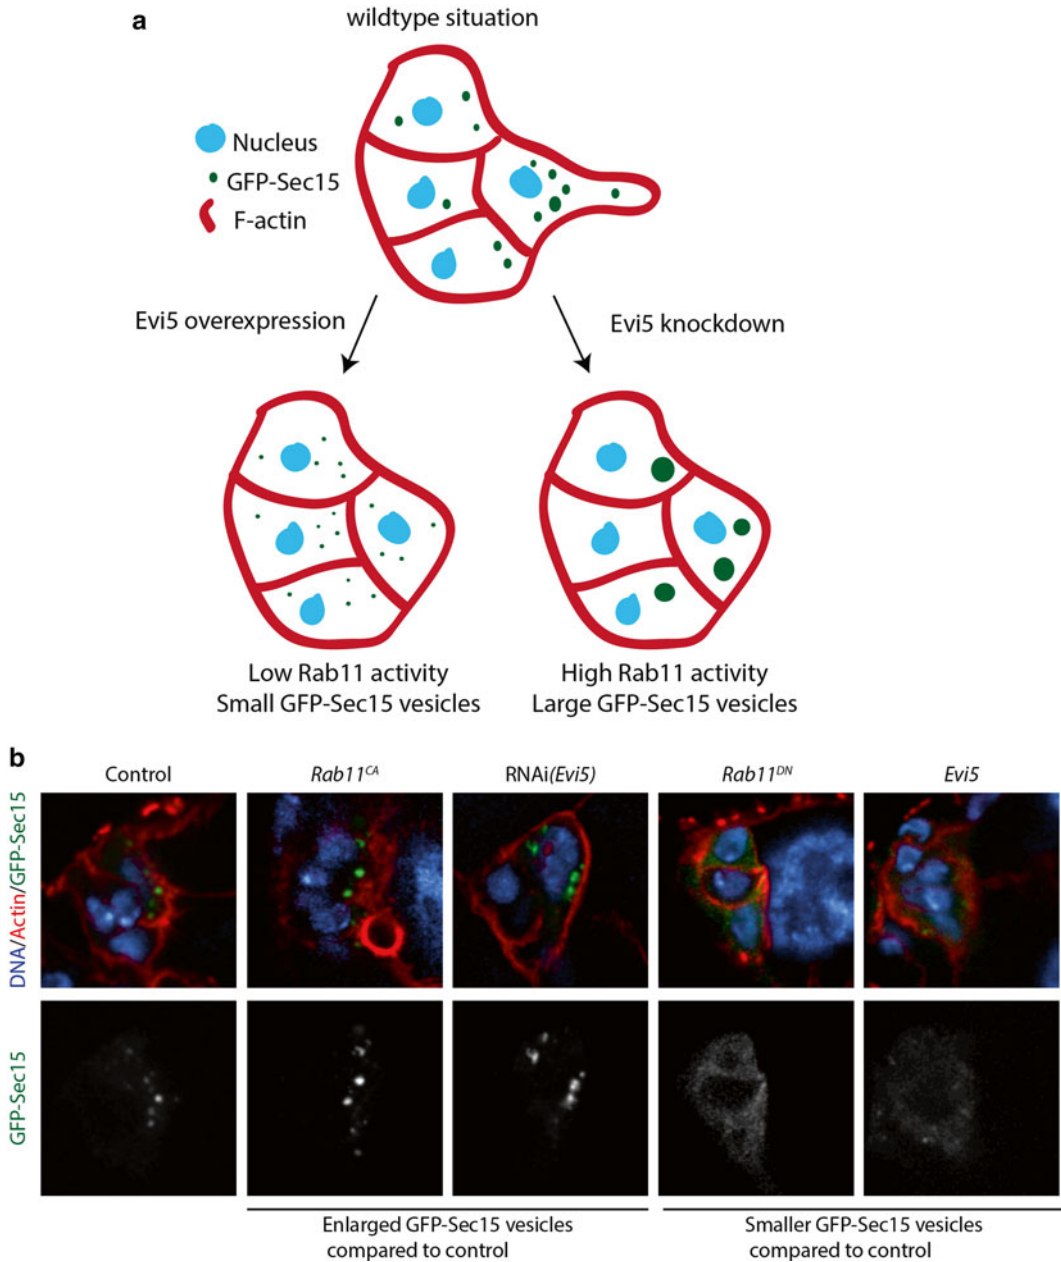 a
wildtype situation
Nucleus
GFP-Sec15
F-actin
Evi5 overexpression
Evi5 knockdown
Low Rab11 activity
Small GFP-Sec15 vesicles
High Rab11 activity
Large GFP-Sec15 vesicles
b
Control
Rab11CA
RNAi(Evi5)
Rab11DN
Evi5
DNA/Actin/GFP-Sec15
GFP-Sec15
Enlarged GFP-Sec15 vesicles
compared to control
Smaller GFP-Sec15 vesicles
compared to control